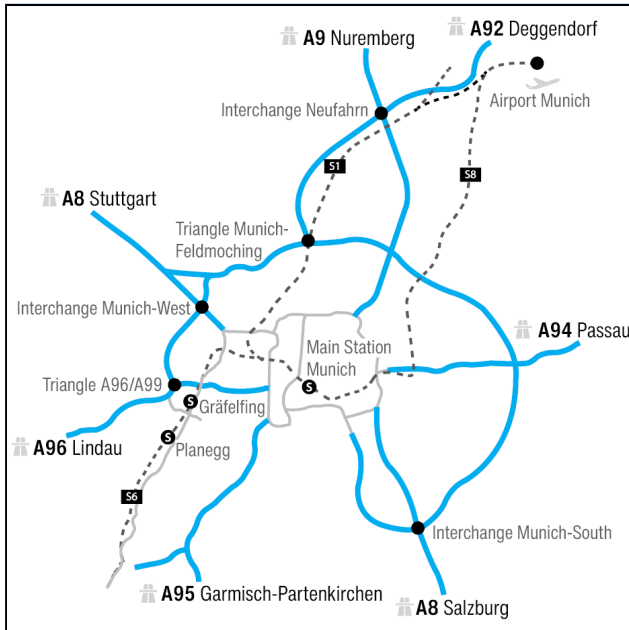 A9 Nuremberg
A92 Deggendorf
Airport Munich
Interchange Neufahrn
S1
S8
A8 Stuttgart
Triangle Munich-
Feldmoching
Interchange Munich-West
A94 Passau
Main Station
Munich
Triangle A96/A99
S
Gräfelfing
S
Planegg
A96 Lindau
S6
Interchange Munich-South
A95 Garmisch-Partenkirchen
A8 Salzburg